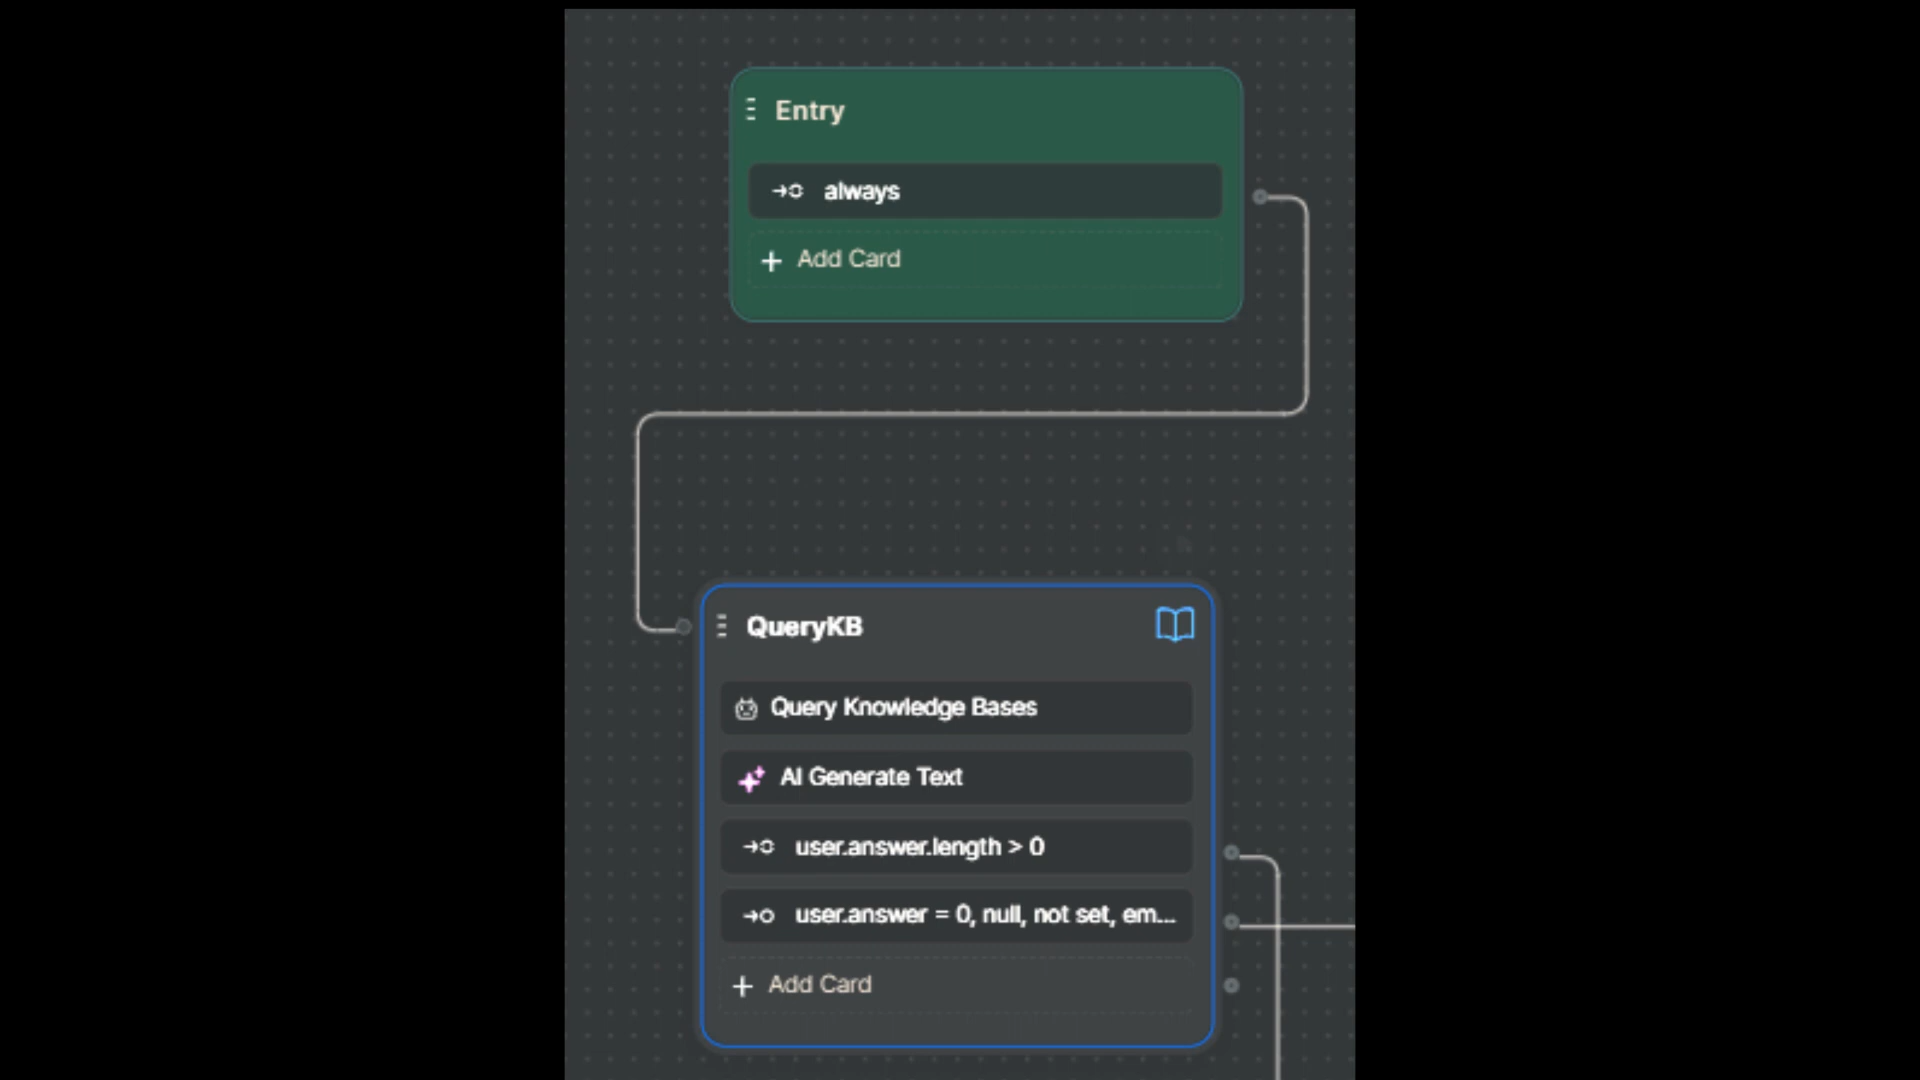 Entry
always
+ Add Card
QueryKB
Query Knowledge Bases
AI Generate Text
user.answer.length > 0
user.answer = 0, null, not set, em...
+ Add Card